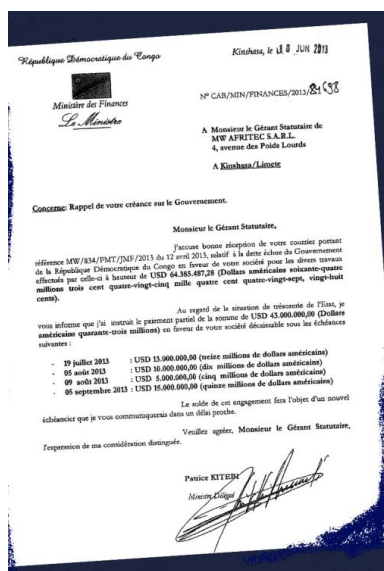 République Démocratique du Congo
Kinshasa, le 1 0 JUN 2013
N° CAB/MIN/FINANCES/2013/
Ministère des Finances
Le Ministre
A Monsieur le Gérant Statutaire de
MW AFRITEC S.A.R.L.
4, avenue des Poids Lourds
A Kinshasa/Limete
Concerne: Rappel de votre créance sur le Gouvernement.
Monsieur le Gérant Statutaire,
J'accuse bonne réception de votre courrier portant
référence MW/834/PMT/JMF/2013 du 12 avril 2013, relatif à la dette échue du Gouvernement
de la République Démocratique du Congo en faveur de votre société pour les divers travaux
effectués par celle-ci à hauteur de USD 64.385.487,28 (Dollars américains soixante-quatre
millions trois cent quatre-vingt-cinq mille quatre cent quatre-vingt-sept, vingt-huit
cents).
Au regard de la situation de trésorerie de l'Etat, je
vous informe que j'ai instruit le paiement partiel de la somme de USD 43.000.000,00 (Dollars
américains quarante-trois millions) en faveur de votre société décaissable sous les échéances
suivantes :
- 19 juillet 2013 : USD 13.000.000,00 (treize millions de dollars américains)
- 05 août 2013 : USD 10.000.000,00 (dix millions de dollars américains)
- 09 août 2013 : USD 5.000.000,00 (cinq millions de dollars américains)
- 05 septembre 2013 : USD 15.000.000,00 (quinze millions de dollars américains)
Le solde de cet engagement fera l'objet d'un nouvel
échéancier que je vous communiquerais dans un délai proche.
Veuillez agréer, Monsieur le Gérant Statutaire,
l'expression de ma considération distinguée.
Patrice KITEBI
Ministre Délégué